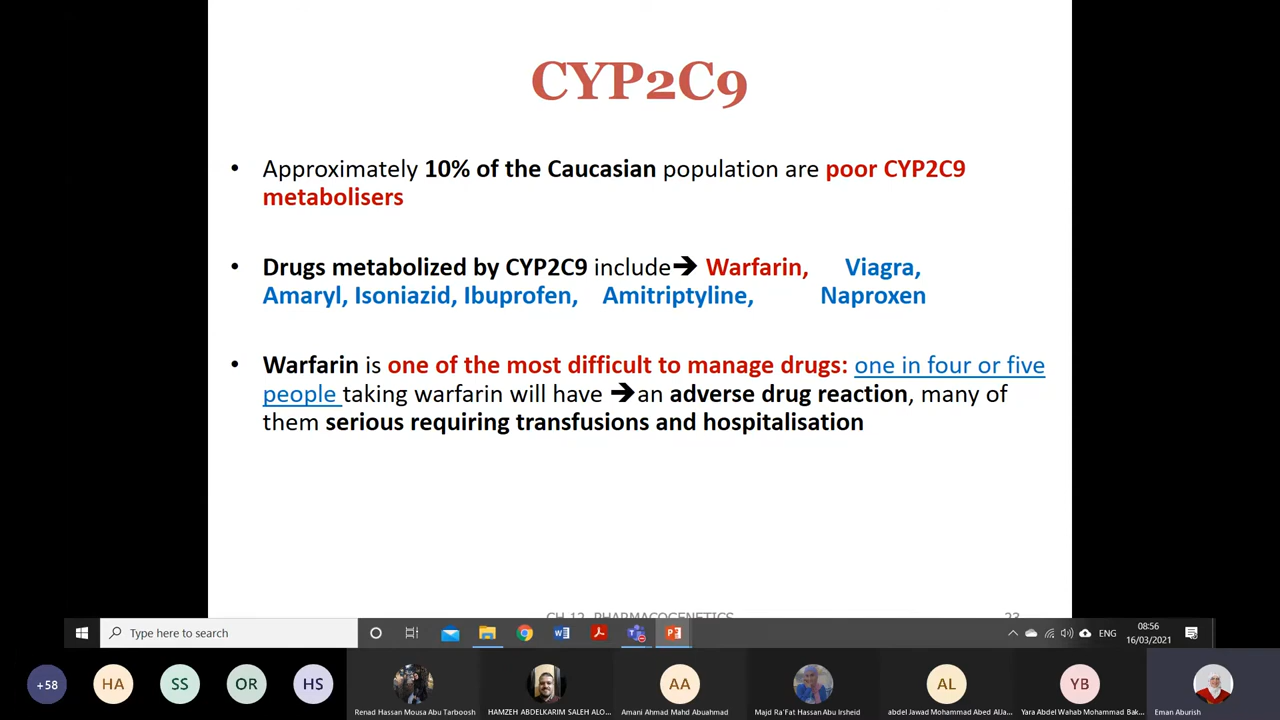 CYP2C9
• Approximately 10% of the Caucasian population are poor CYP2C9
metabolisers
• Drugs metabolized by CYP2C9 include➔ Warfarin, Viagra,
Amaryl, Isoniazid, Ibuprofen, Amitriptyline, Naproxen
• Warfarin is one of the most difficult to manage drugs: one in four or five
people taking warfarin will have ➔an adverse drug reaction, many of
them serious requiring transfusions and hospitalisation
CH 12. PHARMACOGENETICS 23
Type here to search ENG 08:56
16/03/2021
+58 HA SS OR HS AA AL YB
Renad Hassan Mousa Abu Tarboosh HAMZEH ABDELKARIM SALEH ALO... Amani Ahmad Mahd Abuahmad Majd Ra'Fat Hassan Abu Irsheid abdel Jawad Mohammad Abed AlJa... Yara Abdel Wahab Mohammad Bak... Eman Aburish